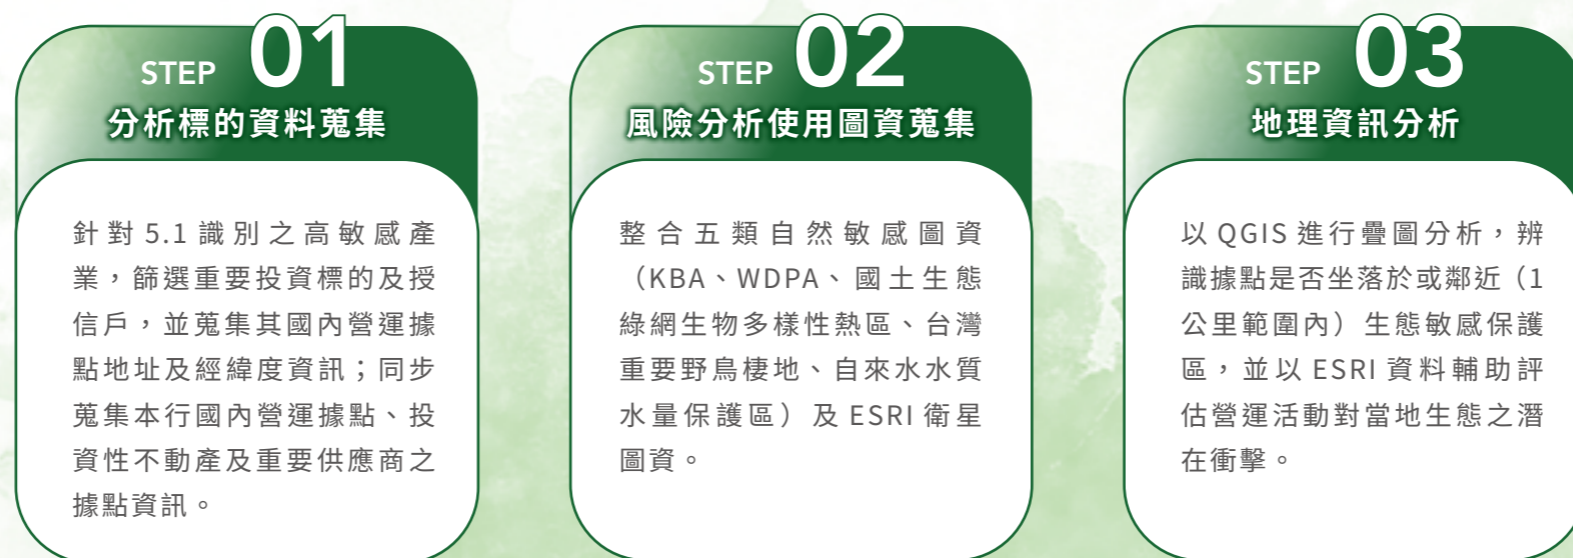 STEP 01
分析標的資料蒐集
針對 5.1 識別之高敏感產
業，篩選重要投資標的及授
信戶，並蒐集其國內營運據
點地址及經緯度資訊；同步
蒐集本行國內營運據點、投
資性不動產及重要供應商之
據點資訊。
STEP 02
風險分析使用圖資蒐集
整合五類自然敏感圖資
（KBA、WDPA、國土生態
綠網生物多樣性熱區、台灣
重要野鳥棲地、自來水水質
水量保護區）及 ESRI 衛星
圖資。
STEP 03
地理資訊分析
以 QGIS 進行疊圖分析，辨
識據點是否坐落於或鄰近（1
公里範圍內）生態敏感保護
區，並以 ESRI 資料輔助評
估營運活動對當地生態之潛
在衝擊。